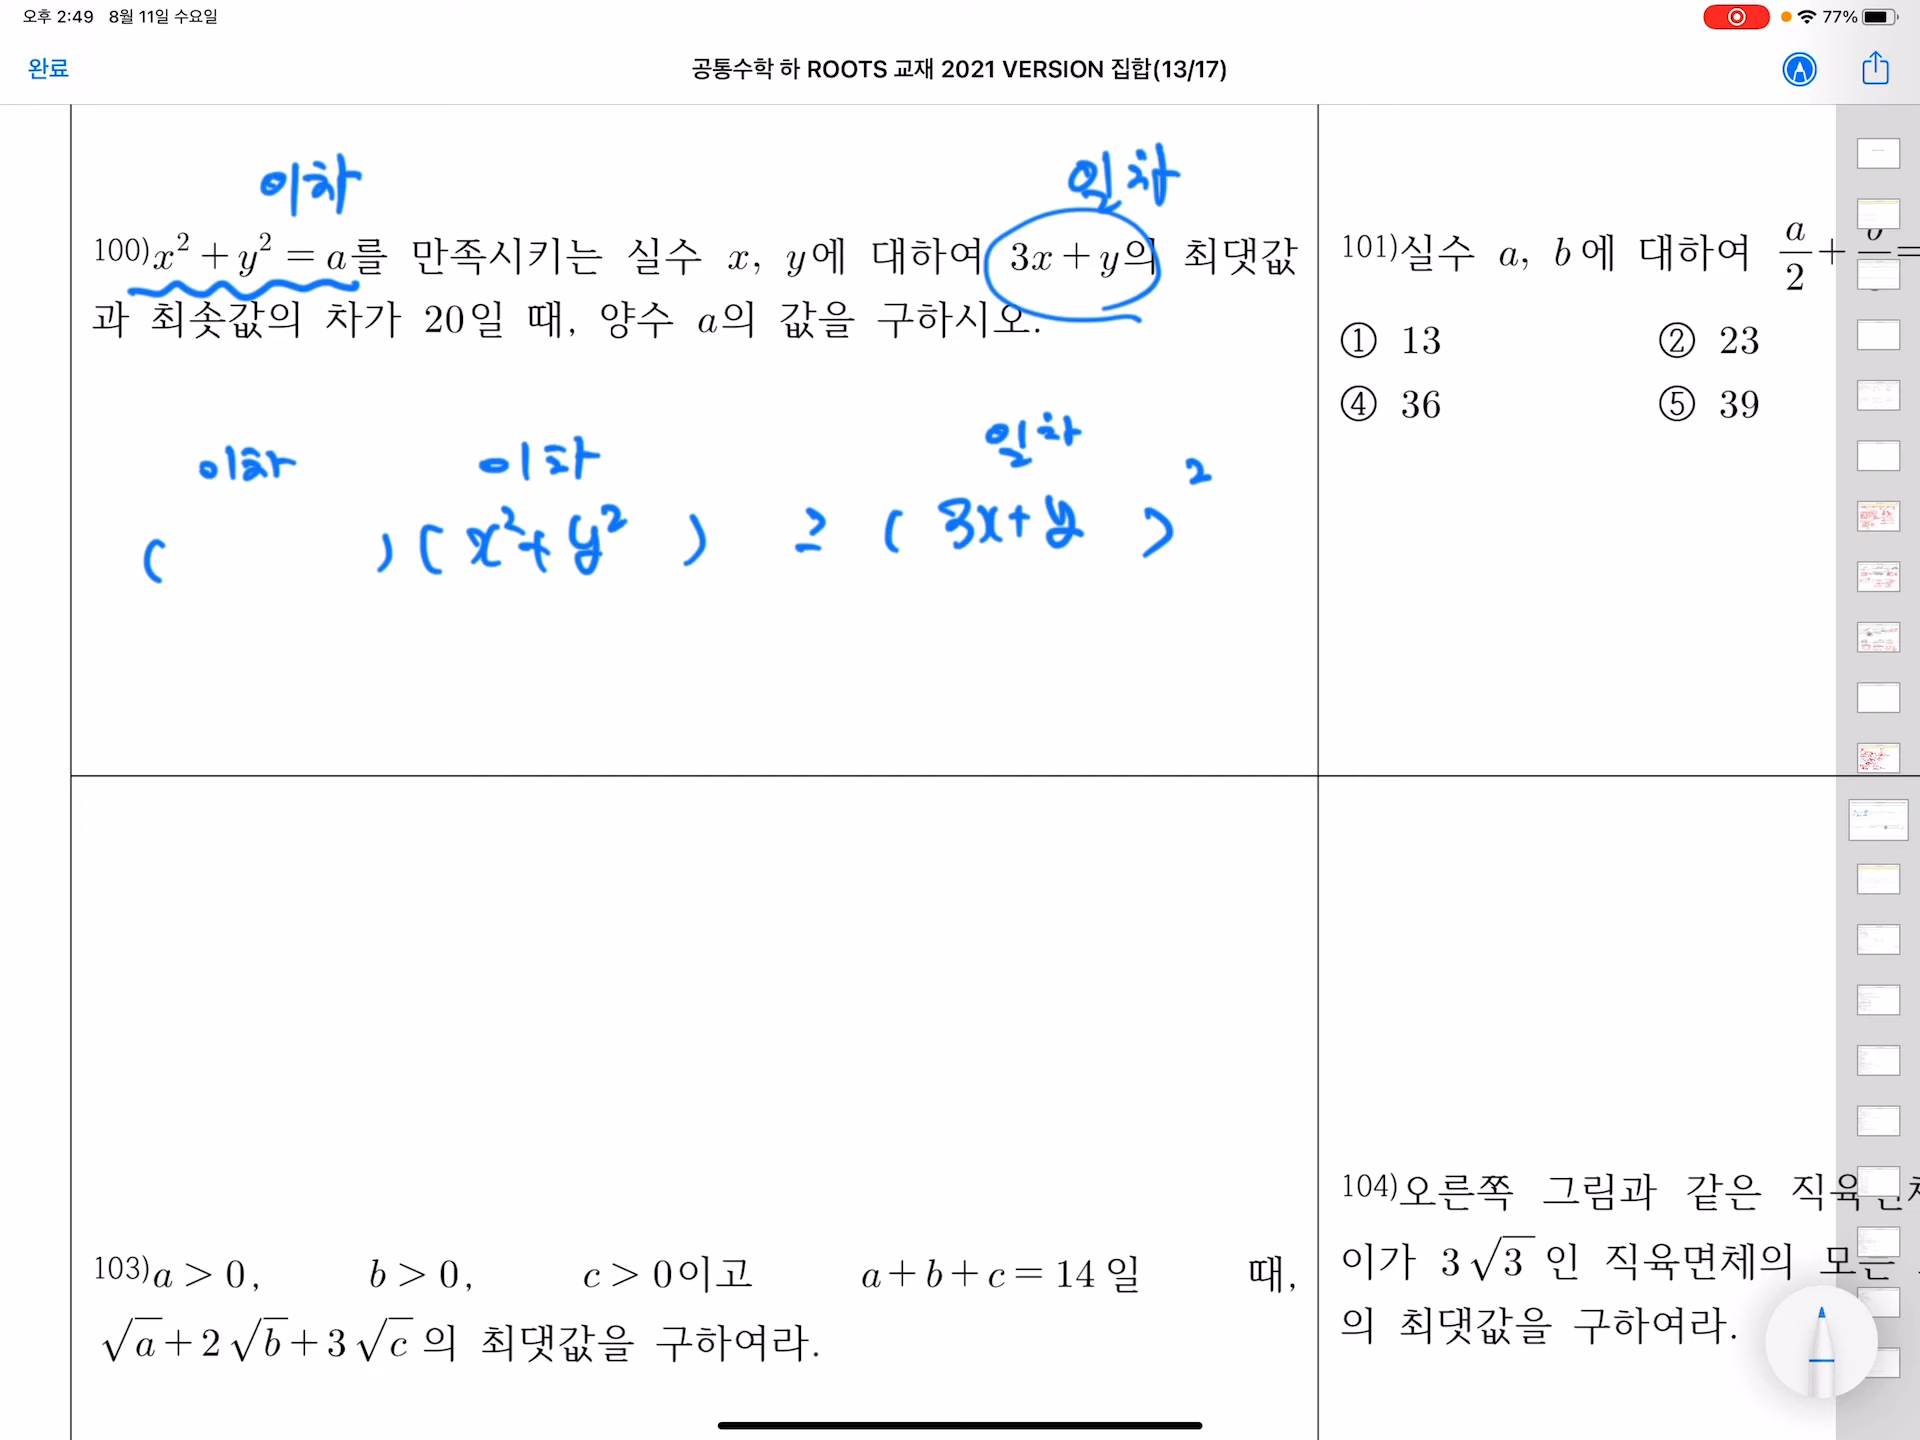 오후 2:49 8월 11일 수요일
77%
완료
공통수학 하 ROOTS 교재 2021 VERSION 집합(13/17)
이차
일차
100) x² + y² = a를 만족시키는 실수 x, y에 대하여 3x + y의 최댓값
과 최솟값의 차가 20일 때, 양수 a의 값을 구하시오.
이차 이차 일차
( ) ( x² + y² ) ≥ ( 3x + y )²
101) 실수 a, b에 대하여 a/2 +
① 13 ② 23
④ 36 ⑤ 39
103) a > 0, b > 0, c > 0이고 a + b + c = 14 일 때,
√a + 2√b + 3√c 의 최댓값을 구하여라.
104) 오른쪽 그림과 같은
이가 3√3 인 직육면체의 모든
의 최댓값을 구하여라.